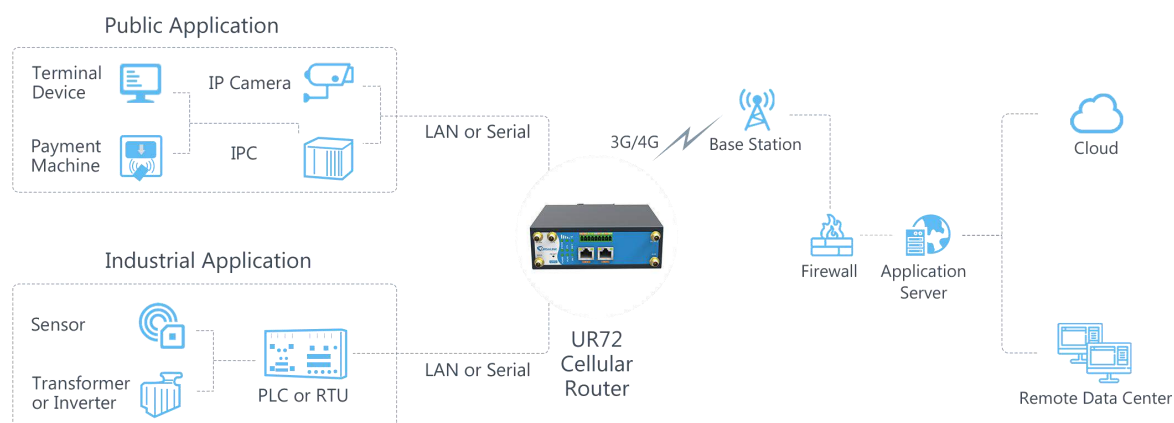 Public Application
Terminal
Device
IP Camera
Payment
Machine
IPC
LAN or Serial
3G/4G
Base Station
Cloud
Firewall
Application
Server
Industrial Application
Sensor
Transformer
or Inverter
PLC or RTU
LAN or Serial
UR72
Cellular
Router
Remote Data Center